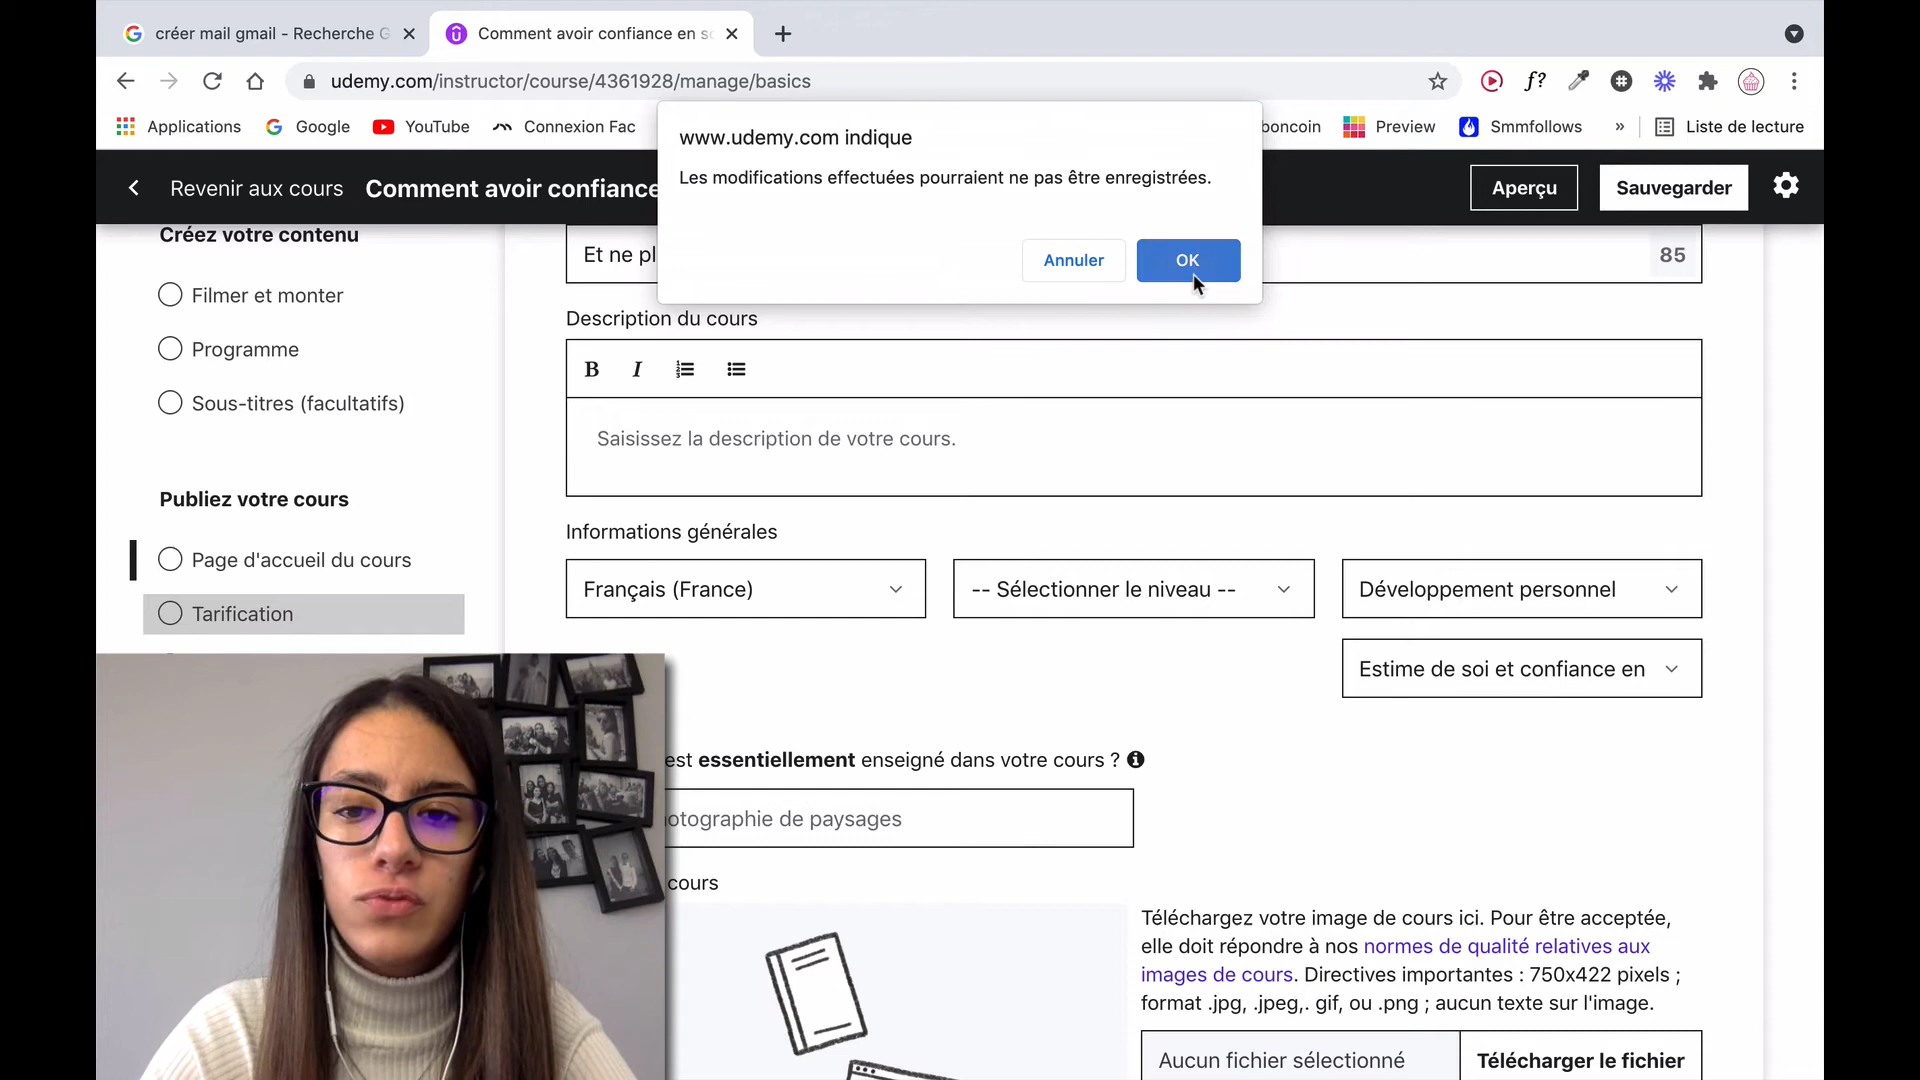 créer mail gmail - Recherche G
Comment avoir confiance en so
udemy.com/instructor/course/4361928/manage/basics
f?
Applications
Google
YouTube
Connexion Fac
boncoin
Preview
Smmfollows
»
Liste de lecture
www.udemy.com indique
Les modifications effectuées pourraient ne pas être enregistrées.
Annuler
OK
Revenir aux cours
Comment avoir confiance
Aperçu
Sauvegarder
Créez votre contenu
Filmer et monter
Programme
Sous-titres (facultatifs)
Publiez votre cours
Page d'accueil du cours
Tarification
Et ne pl
85
Description du cours
B I
Saisissez la description de votre cours.
Informations générales
Français (France)
-- Sélectionner le niveau --
Développement personnel
Estime de soi et confiance en
est essentiellement enseigné dans votre cours ?
otographie de paysages
cours
Téléchargez votre image de cours ici. Pour être acceptée,
elle doit répondre à nos normes de qualité relatives aux
images de cours. Directives importantes : 750x422 pixels ;
format .jpg, .jpeg,. gif, ou .png ; aucun texte sur l'image.
Aucun fichier sélectionné
Télécharger le fichier